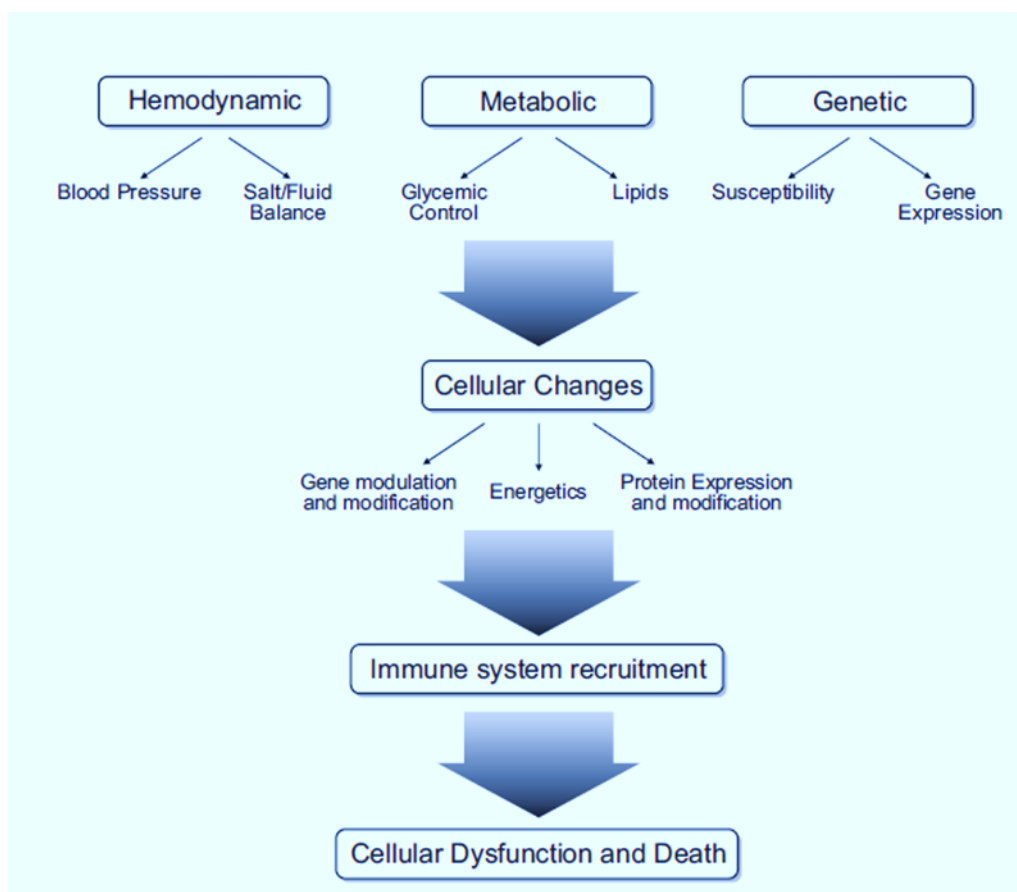 Hemodynamic
Metabolic
Genetic
Blood Pressure
Salt/Fluid
Balance
Glycemic
Control
Lipids
Susceptibility
Gene
Expression
Cellular Changes
Gene modulation
and modification
Energetics
Protein Expression
and modification
Immune system recruitment
Cellular Dysfunction and Death